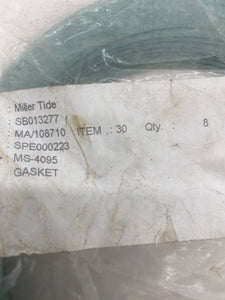 : Miller Tide
: SB013277
: MA/108710 ITEM .: 30 Qty. : 8
: SPE000223
MS-4095
GASKET